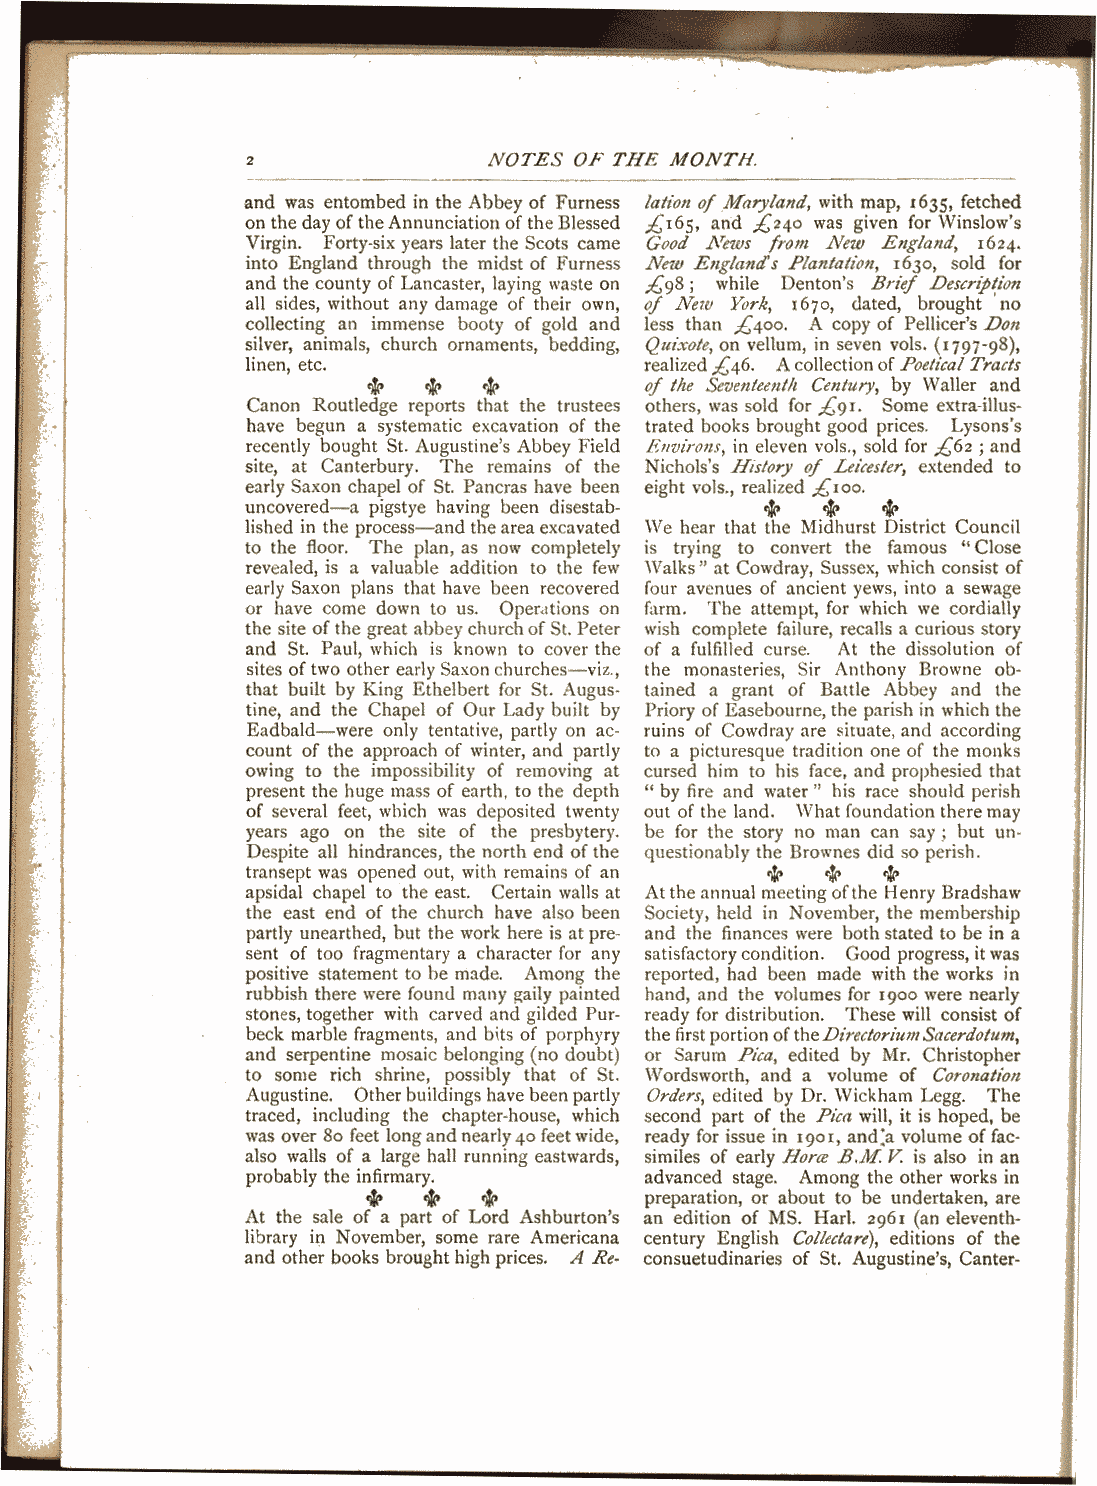 2 NOTES OF THE MONTH.
and was entombed in the Abbey of Furness
on the day of the Annunciation of the Blessed
Virgin. Forty-six years later the Scots came
into England through the midst of Furness
and the county of Lancaster, laying waste on
all sides, without any damage of their own,
collecting an immense booty of gold and
silver, animals, church ornaments, bedding,
linen, etc.
Canon Routledge reports that the trustees
have begun a systematic excavation of the
recently bought St. Augustine's Abbey Field
site, at Canterbury. The remains of the
early Saxon chapel of St. Pancras have been
uncovered—a pigstye having been disestab-
lished in the process—and the area excavated
to the floor. The plan, as now completely
revealed, is a valuable addition to the few
early Saxon plans that have been recovered
or have come down to us. Operations on
the site of the great abbey church of St. Peter
and St. Paul, which is known to cover the
sites of two other early Saxon churches—viz.,
that built by King Ethelbert for St. Augus-
tine, and the Chapel of Our Lady built by
Eadbald—were only tentative, partly on ac-
count of the approach of winter, and partly
owing to the impossibility of removing at
present the huge mass of earth, to the depth
of several feet, which was deposited twenty
years ago on the site of the presbytery.
Despite all hindrances, the north end of the
transept was opened out, with remains of an
apsidal chapel to the east. Certain walls at
the east end of the church have also been
partly unearthed, but the work here is at pre-
sent of too fragmentary a character for any
positive statement to be made. Among the
rubbish there were found many gaily painted
stones, together with carved and gilded Pur-
beck marble fragments, and bits of porphyry
and serpentine mosaic belonging (no doubt)
to some rich shrine, possibly that of St.
Augustine. Other buildings have been partly
traced, including the chapter-house, which
was over 80 feet long and nearly 40 feet wide,
also walls of a large hall running eastwards,
probably the infirmary.
At the sale of a part of Lord Ashburton's
library in November, some rare Americana
and other books brought high prices. A Re-
lation of Maryland, with map, 1635, fetched
£165, and £240 was given for Winslow's
Good News from New England, 1624.
New England's Plantation, 1630, sold for
£98; while Denton's Brief Description
of New York, 1670, dated, brought no
less than £400. A copy of Pellicer's Don
Quixote, on vellum, in seven vols. (1797-98),
realized £46. A collection of Poetical Tracts
of the Seventeenth Century, by Waller and
others, was sold for £91. Some extra-illus-
trated books brought good prices. Lysons's
Environs, in eleven vols., sold for £62; and
Nichols's History of Leicester, extended to
eight vols., realized £100.
We hear that the Midhurst District Council
is trying to convert the famous "Close
Walks" at Cowdray, Sussex, which consist of
four avenues of ancient yews, into a sewage
farm. The attempt, for which we cordially
wish complete failure, recalls a curious story
of a fulfilled curse. At the dissolution of
the monasteries, Sir Anthony Browne ob-
tained a grant of Battle Abbey and the
Priory of Easebourne, the parish in which the
ruins of Cowdray are situate, and according
to a picturesque tradition one of the monks
cursed him to his face, and prophesied that
"by fire and water" his race should perish
out of the land. What foundation there may
be for the story no man can say; but un-
questionably the Brownes did so perish.
At the annual meeting of the Henry Bradshaw
Society, held in November, the membership
and the finances were both stated to be in a
satisfactory condition. Good progress, it was
reported, had been made with the works in
hand, and the volumes for 1900 were nearly
ready for distribution. These will consist of
the first portion of the Directorium Sacerdotum,
or Sarum Pica, edited by Mr. Christopher
Wordsworth, and a volume of Coronation
Orders, edited by Dr. Wickham Legg. The
second part of the Pica will, it is hoped, be
ready for issue in 1901, and a volume of fac-
similes of early Horæ B.M.V. is also in an
advanced stage. Among the other works in
preparation, or about to be undertaken, are
an edition of MS. Harl. 2961 (an eleventh-
century English Collectare), editions of the
consuetudinaries of St. Augustine's, Canter-